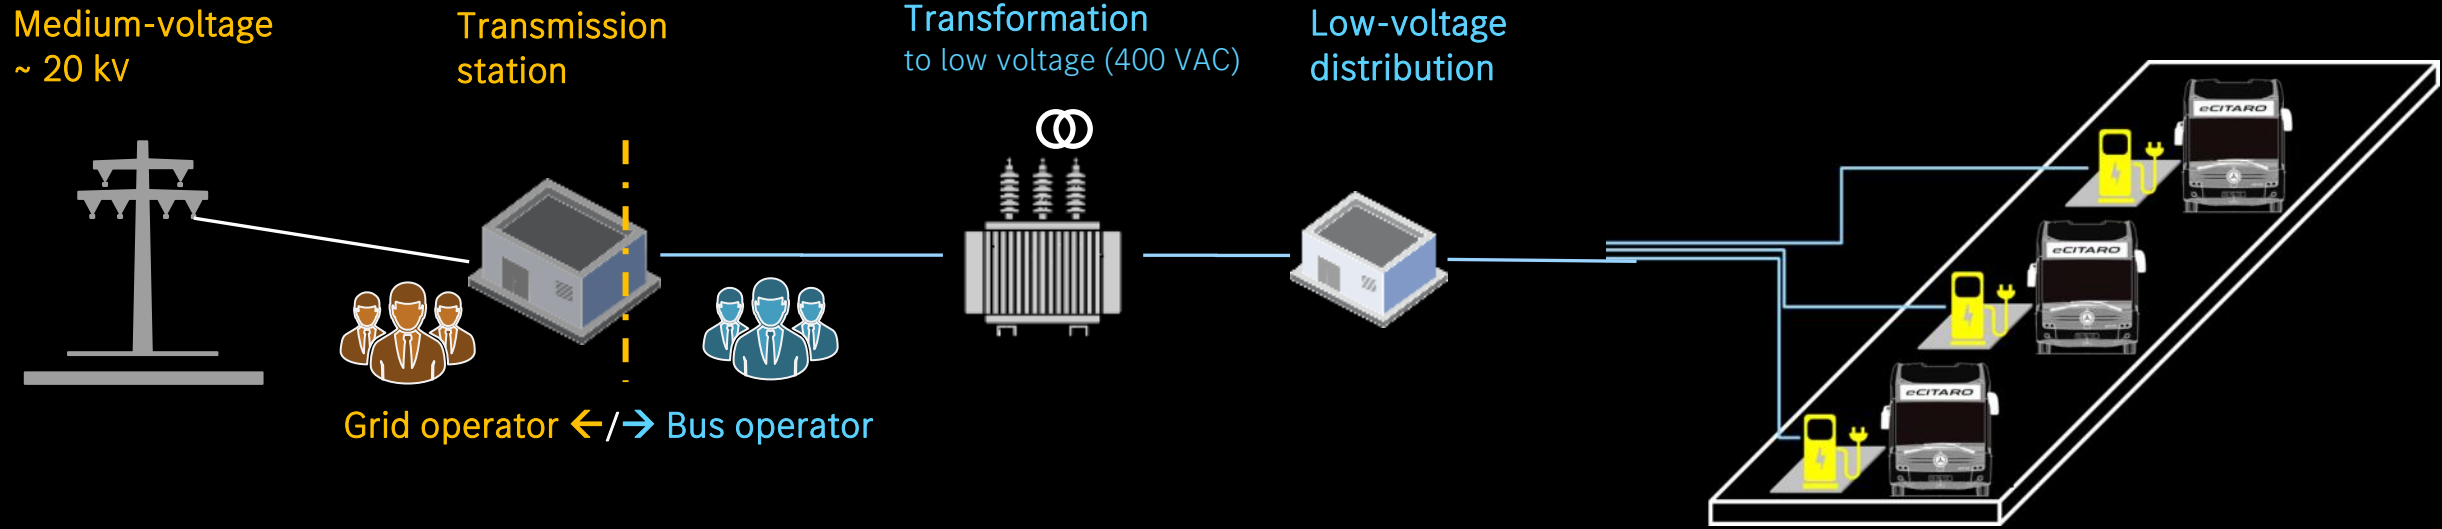 Medium-voltage
~ 20 kV
Transmission
station
Transformation
to low voltage (400 VAC)
Low-voltage
distribution
Grid operator ←/→ Bus operator
eCITARO
eCITARO
eCITARO